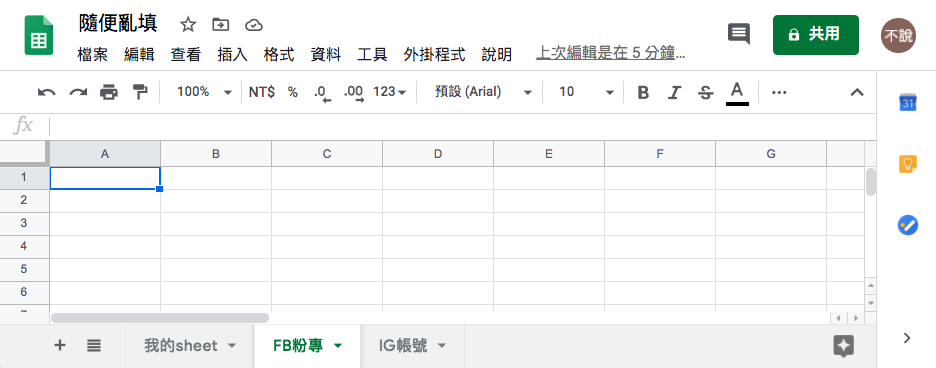 隨便亂填
共用
不說
檔案 編輯 查看 插入 格式 資料 工具 外掛程式 說明 上次編輯是在 5 分鐘...
100% NT$ % .0 .00 123 預設 (Arial) 10 B I S A ...
31
fx
A B C D E F G
1
2
3
4
5
6
我的sheet FB粉專 IG帳號